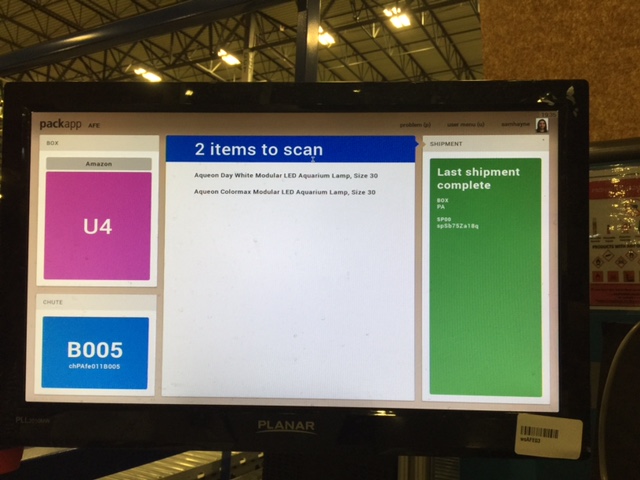 packapp AFE
problem (p) user menu (u)
BOX
Amazon
U4
CHUTE
B005
chPAfe011B005
2 items to scan
Aqueon Day White Modular LED Aquarium Lamp, Size 30
Aqueon Colormax Modular LED Aquarium Lamp, Size 30
SHIPMENT
Last shipment
complete
BOX
PA
SP00
sp5b75Za18q
PLANAR